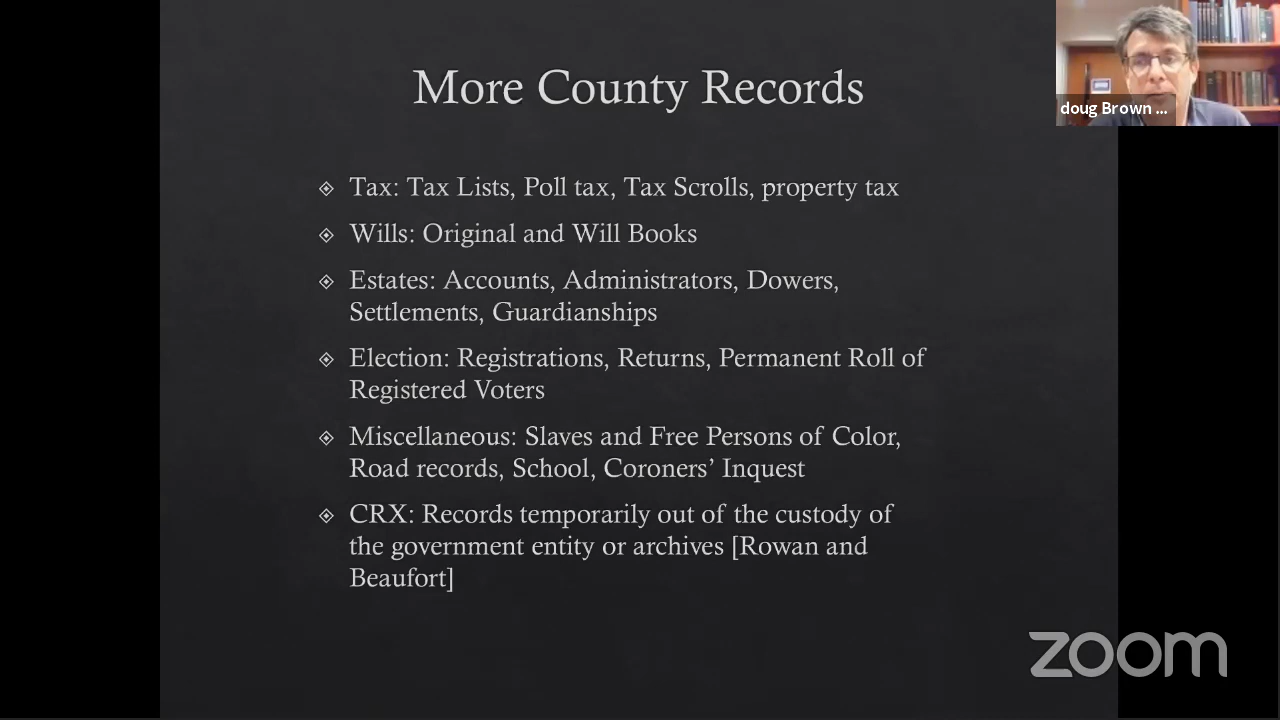 More County Records
doug Brown ...
Tax: Tax Lists, Poll tax, Tax Scrolls, property tax
Wills: Original and Will Books
Estates: Accounts, Administrators, Dowers,
Settlements, Guardianships
Election: Registrations, Returns, Permanent Roll of
Registered Voters
Miscellaneous: Slaves and Free Persons of Color,
Road records, School, Coroners’ Inquest
CRX: Records temporarily out of the custody of
the government entity or archives [Rowan and
Beaufort]
zoom